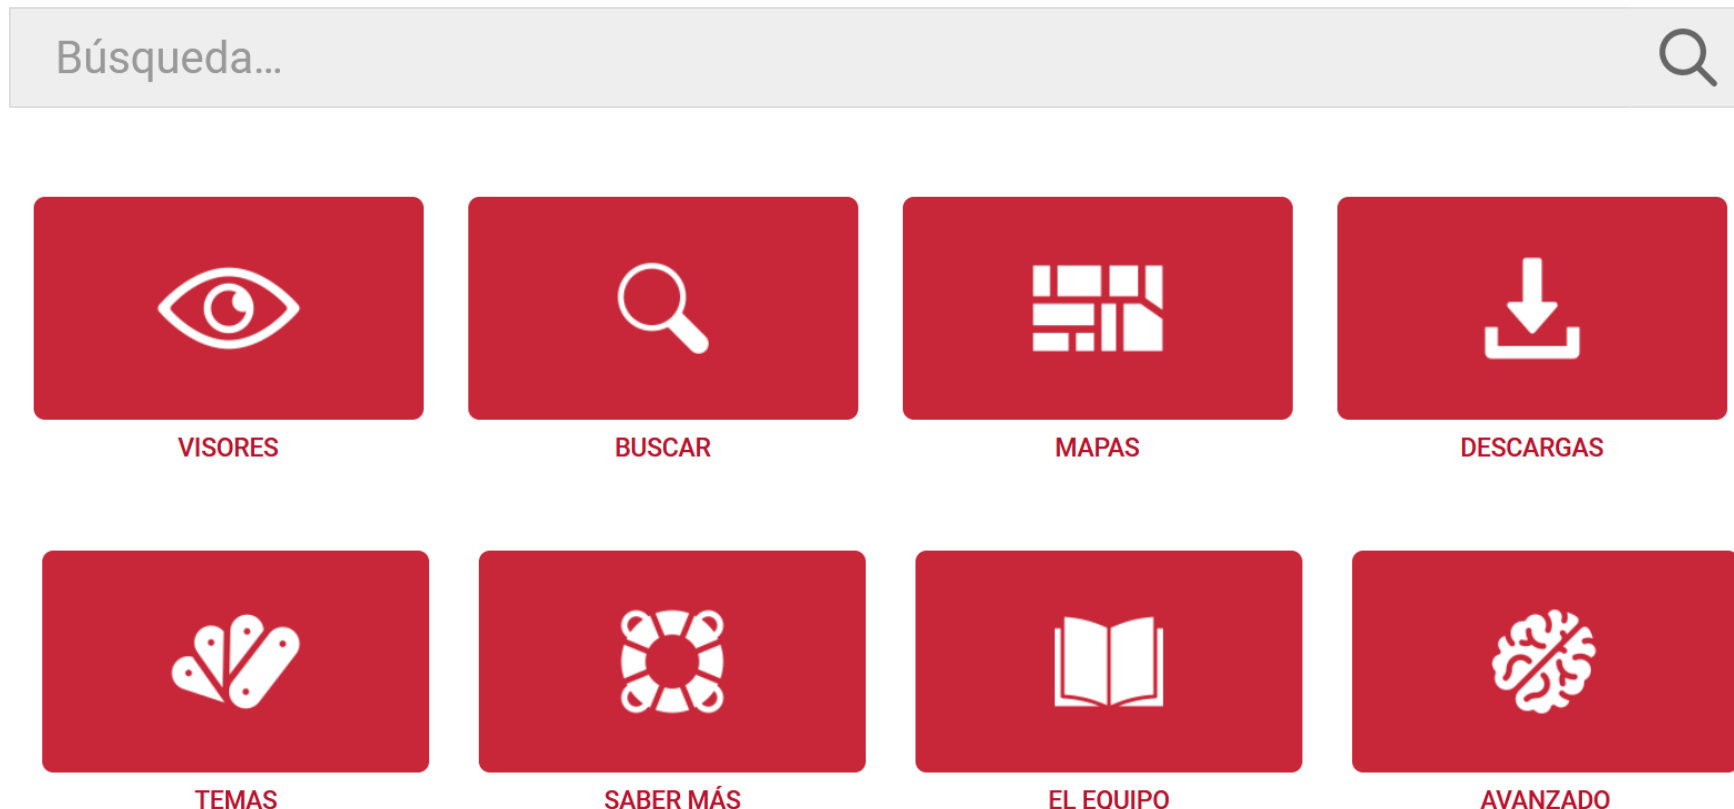 Búsqueda...
VISORES
BUSCAR
MAPAS
DESCARGAS
TEMAS
SABER MÁS
EL EQUIPO
AVANZADO